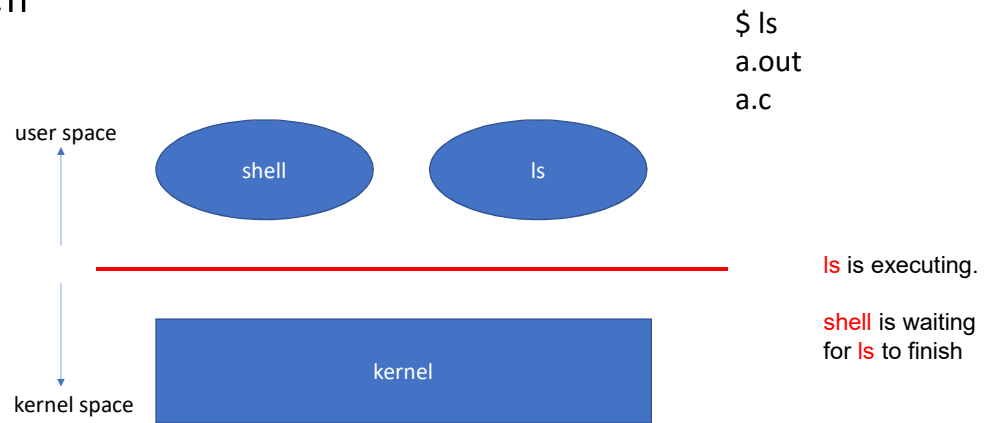 $ ls
a.out
a.c
user space
shell
ls
ls is executing.
shell is waiting
for ls to finish
kernel
kernel space